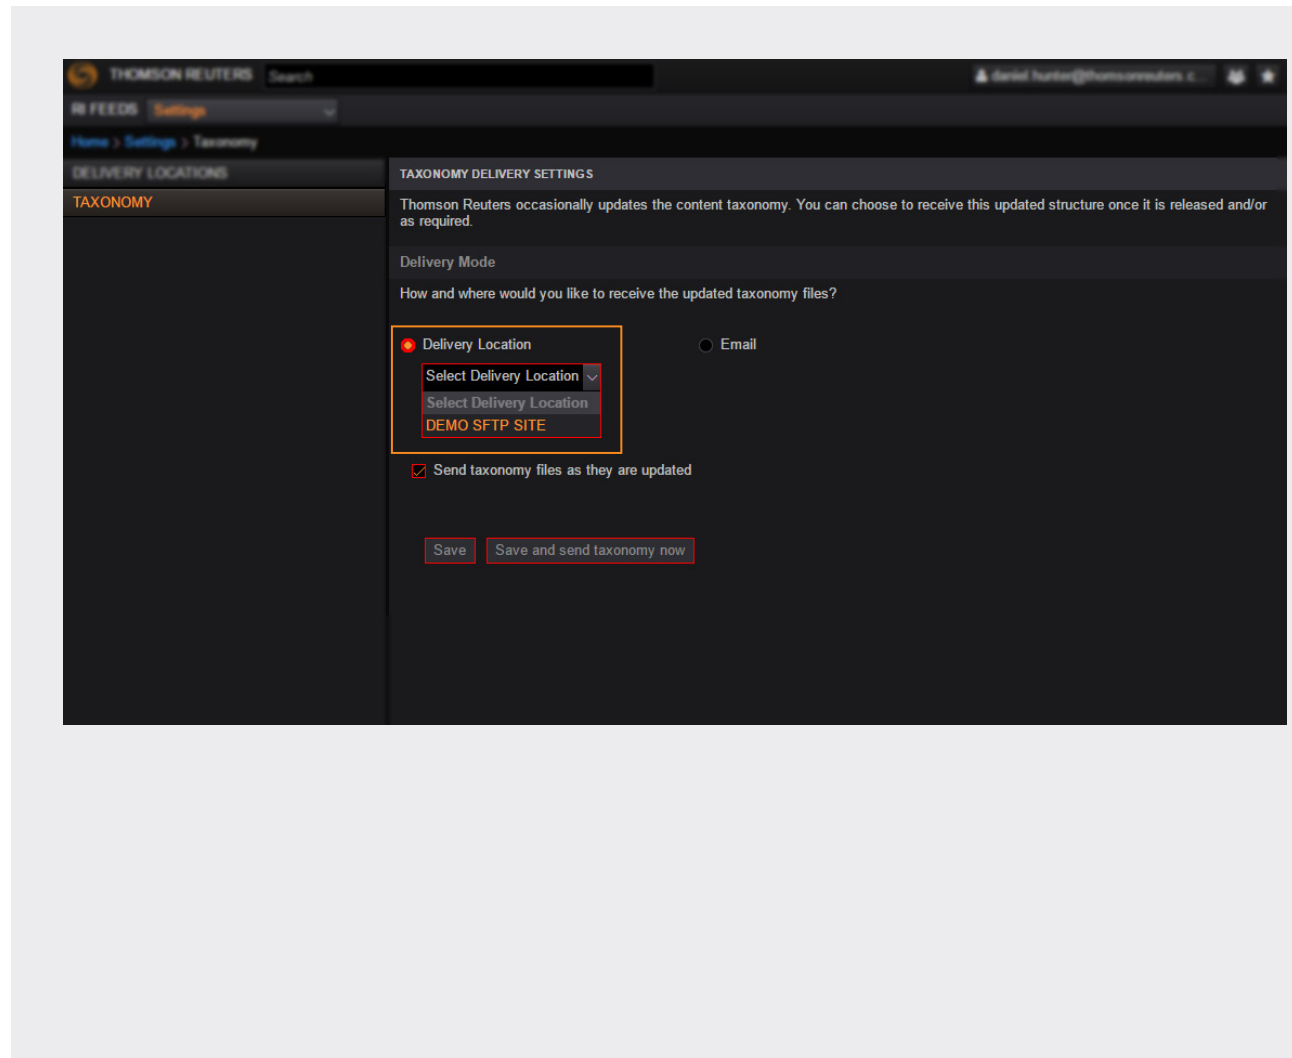 THOMSON REUTERS Search daniel.hunter@thomsonreuters.c...
RI FEEDS Settings
Home > Settings > Taxonomy
DELIVERY LOCATIONS
TAXONOMY
TAXONOMY DELIVERY SETTINGS
Thomson Reuters occasionally updates the content taxonomy. You can choose to receive this updated structure once it is released and/or
as required.
Delivery Mode
How and where would you like to receive the updated taxonomy files?
Delivery Location Email
Select Delivery Location
Select Delivery Location
DEMO SFTP SITE
Send taxonomy files as they are updated
Save Save and send taxonomy now